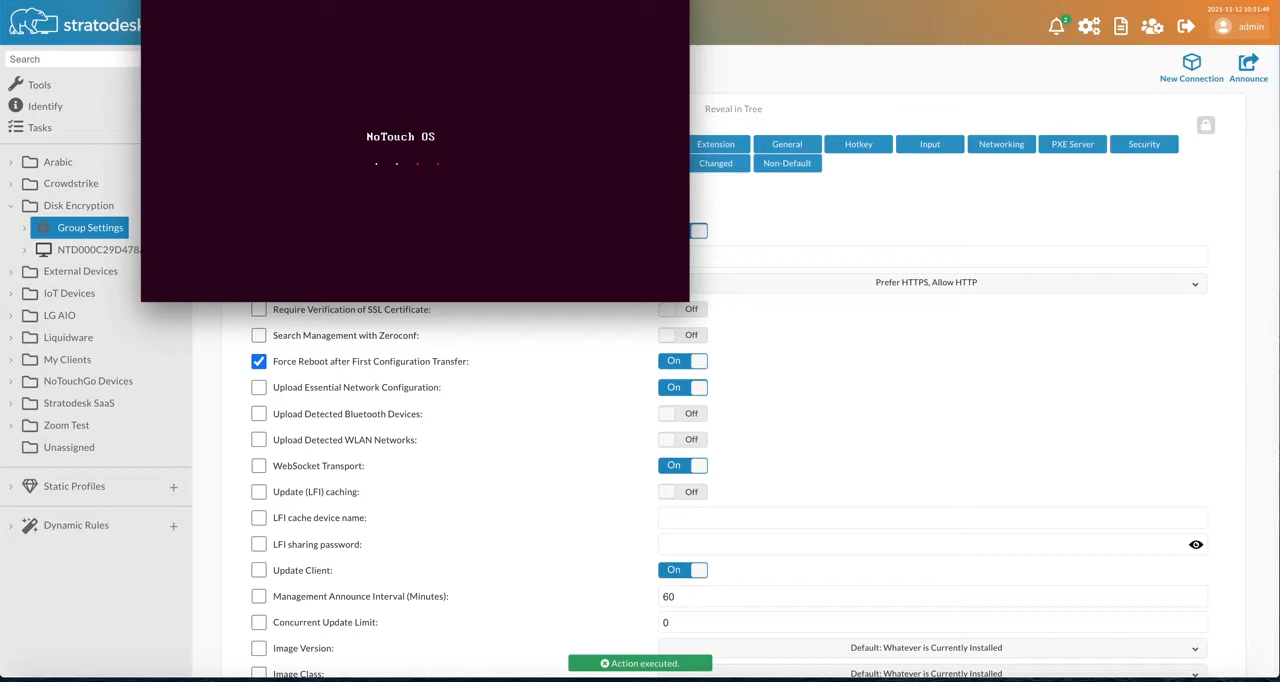 stratodesk
2021-11-12 10:51:49
2
admin
Search
New Connection
Announce
Tools
Identify
Tasks
Arabic
Crowdstrike
Disk Encryption
Group Settings
NTD000C29D478
External Devices
IoT Devices
LG AIO
Liquidware
My Clients
NoTouchGo Devices
Stratodesk SaaS
Zoom Test
Unassigned
Static Profiles
Dynamic Rules
NoTouch OS
Reveal in Tree
Extension General Hotkey Input Networking PXE Server Security
Changed Non-Default
Prefer HTTPS, Allow HTTP
Require Verification of SSL Certificate: Off
Search Management with Zeroconf: Off
Force Reboot after First Configuration Transfer: On
Upload Essential Network Configuration: On
Upload Detected Bluetooth Devices: Off
Upload Detected WLAN Networks: Off
WebSocket Transport: On
Update (LFI) caching: Off
LFI cache device name:
LFI sharing password:
Update Client: On
Management Announce Interval (Minutes): 60
Concurrent Update Limit: 0
Image Version: Default: Whatever is Currently Installed
Image Class: Default: Whatever is Currently Installed
Action executed.